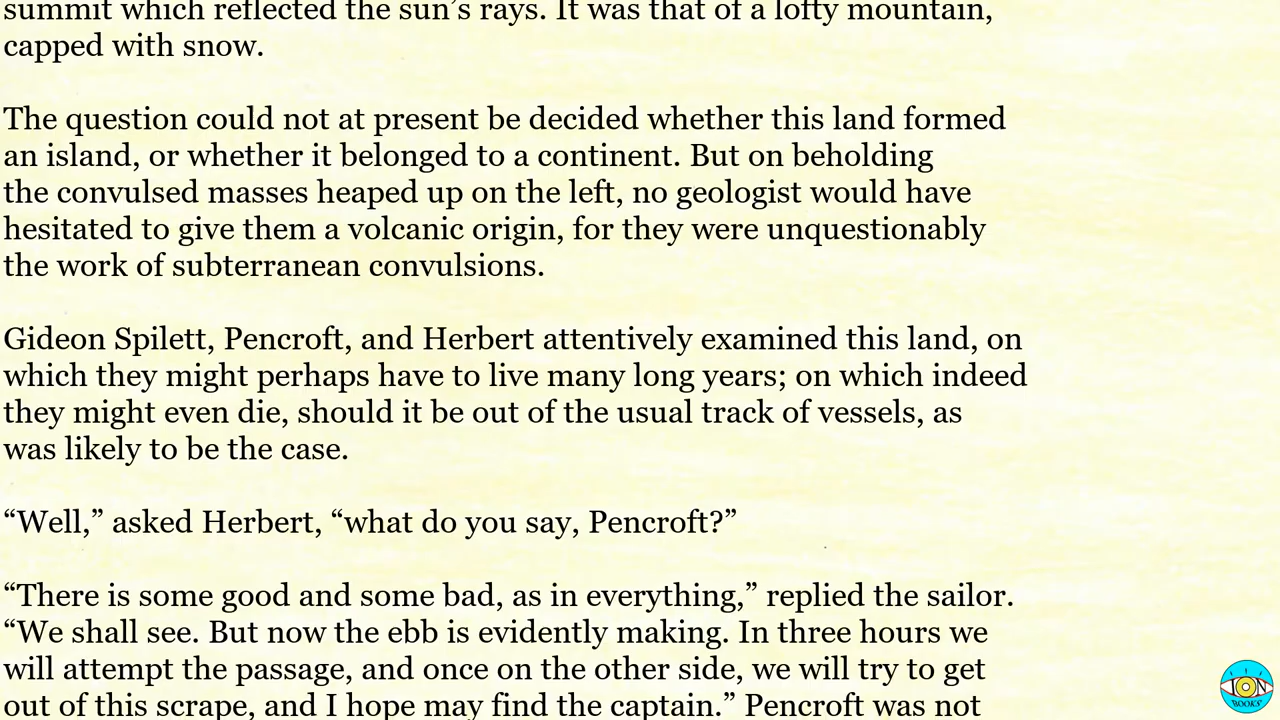 summit which reflected the sun’s rays. It was that of a lofty mountain,
capped with snow.
The question could not at present be decided whether this land formed
an island, or whether it belonged to a continent. But on beholding
the convulsed masses heaped up on the left, no geologist would have
hesitated to give them a volcanic origin, for they were unquestionably
the work of subterranean convulsions.
Gideon Spilett, Pencroft, and Herbert attentively examined this land, on
which they might perhaps have to live many long years; on which indeed
they might even die, should it be out of the usual track of vessels, as
was likely to be the case.
“Well,” asked Herbert, “what do you say, Pencroft?”
“There is some good and some bad, as in everything,” replied the sailor.
“We shall see. But now the ebb is evidently making. In three hours we
will attempt the passage, and once on the other side, we will try to get
out of this scrape, and I hope may find the captain.” Pencroft was not
ION
BOOKS